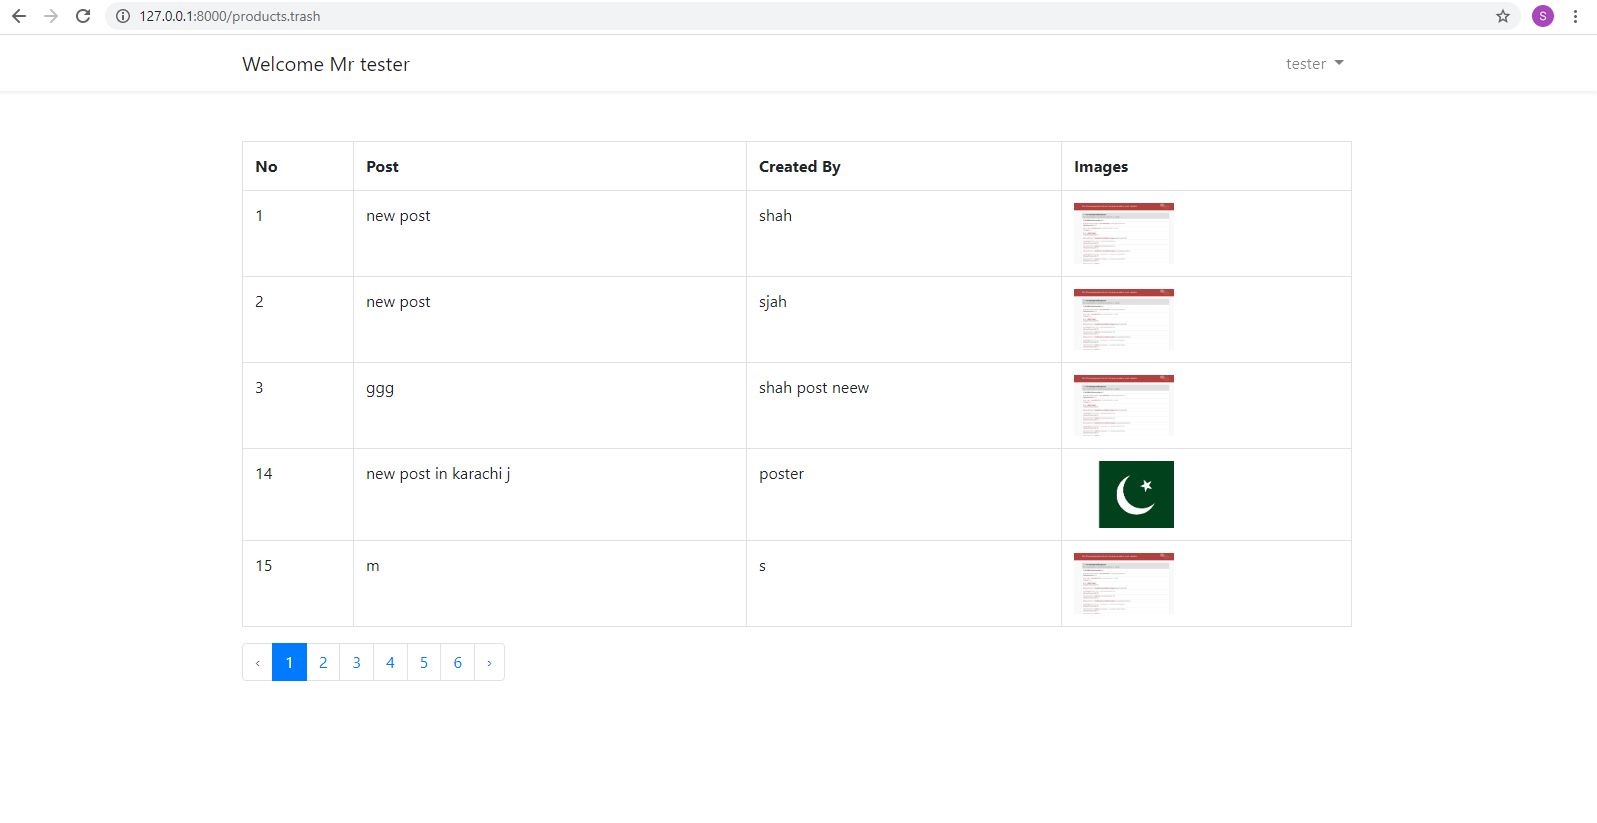 127.0.0.1:8000/products.trash
S
Welcome Mr tester
tester
No Post Created By Images
1 new post shah
2 new post sjah
3 ggg shah post neew
14 new post in karachi j poster
15 m s
‹ 1 2 3 4 5 6 ›